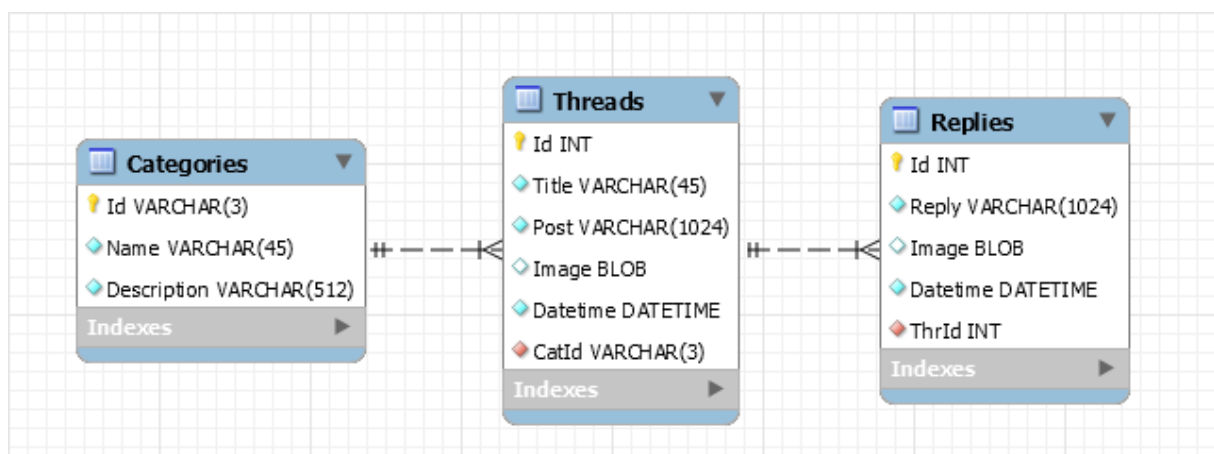 Categories
Id VARCHAR(3)
Name VARCHAR(45)
Description VARCHAR(512)
Indexes
Threads
Id INT
Title VARCHAR(45)
Post VARCHAR(1024)
Image BLOB
Datetime DATETIME
CatId VARCHAR(3)
Indexes
Replies
Id INT
Reply VARCHAR(1024)
Image BLOB
Datetime DATETIME
ThrId INT
Indexes